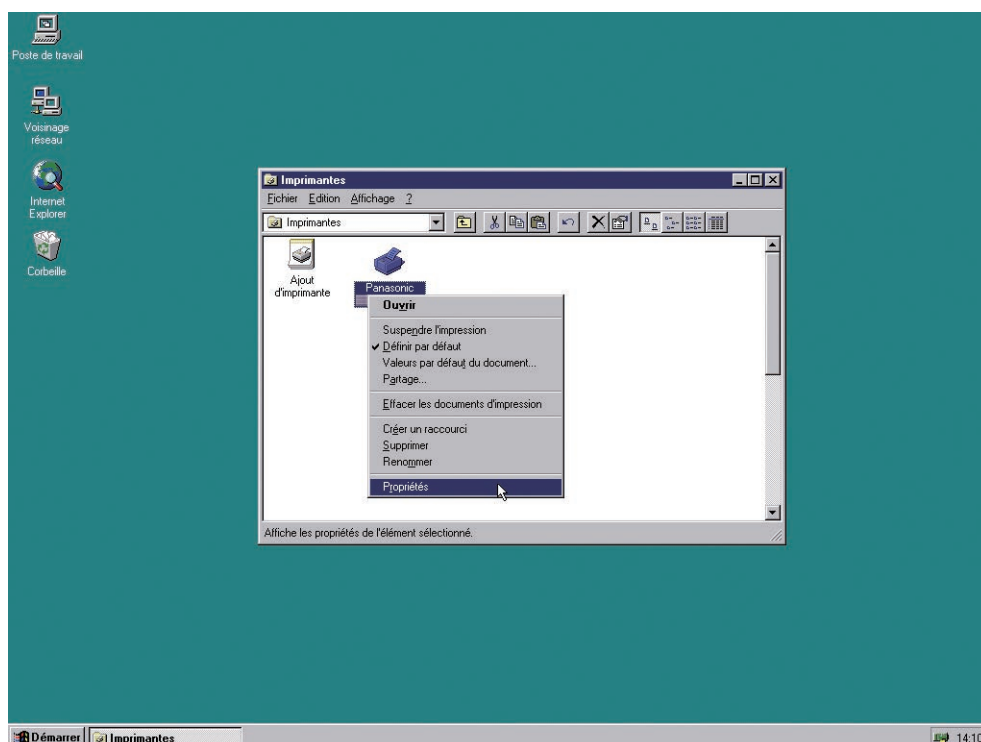 Poste de travail
Voisinage
réseau
Internet
Explorer
Corbeille
Imprimantes
Fichier Edition Affichage ?
Imprimantes
Ajout
d'imprimante
Panasonic
Ouvrir
Suspendre l'impression
Définir par défaut
Valeurs par défaut du document...
Partage...
Effacer les documents d'impression
Créer un raccourci
Supprimer
Renommer
Propriétés
Affiche les propriétés de l'élément sélectionné.
Démarrer Imprimantes 14:10